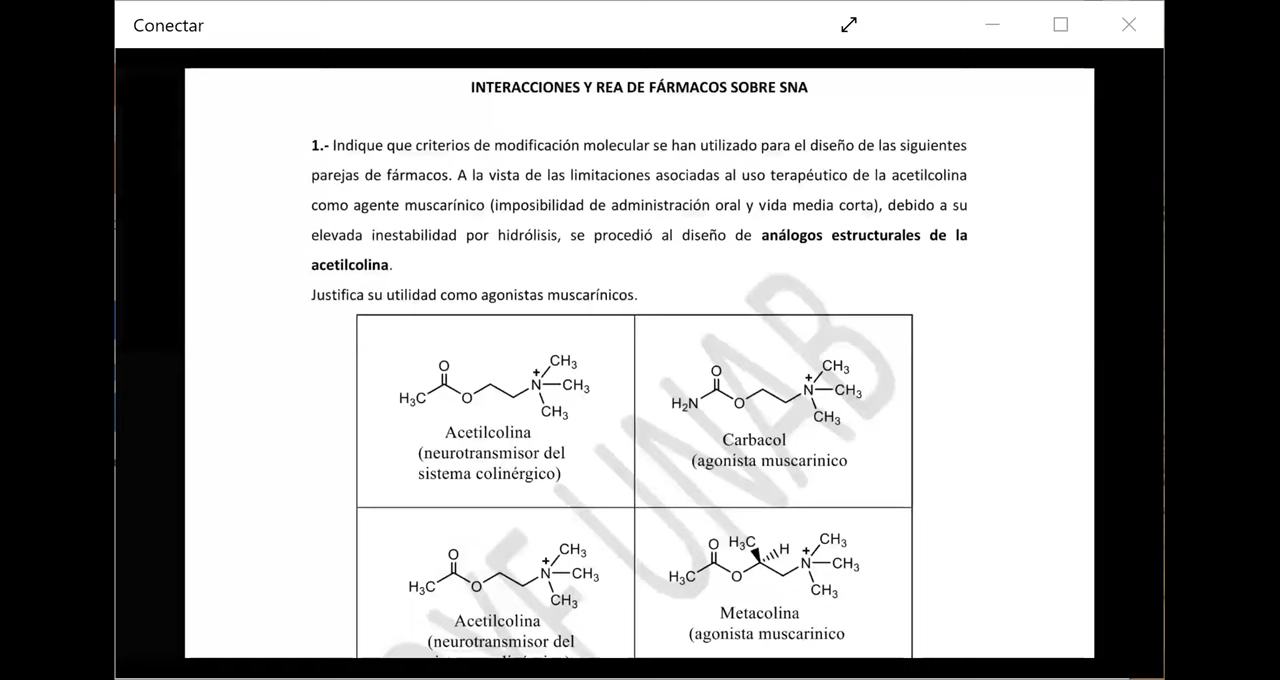 Conectar
INTERACCIONES Y REA DE FÁRMACOS SOBRE SNA
1.- Indique que criterios de modificación molecular se han utilizado para el diseño de las siguientes
parejas de fármacos. A la vista de las limitaciones asociadas al uso terapéutico de la acetilcolina
como agente muscarínico (imposibilidad de administración oral y vida media corta), debido a su
elevada inestabilidad por hidrólisis, se procedió al diseño de análogos estructurales de la
acetilcolina.
Justifica su utilidad como agonistas muscarínicos.
O
CH₃
+
H₃C
O
N
CH₃
CH₃
Acetilcolina
(neurotransmisor del
sistema colinérgico)
O
CH₃
+
H₂N
O
N
CH₃
CH₃
Carbacol
(agonista muscarinico
O
CH₃
+
H₃C
O
N
CH₃
CH₃
Acetilcolina
(neurotransmisor del
O
H₃C
H
+
CH₃
H₃C
O
N
CH₃
CH₃
Metacolina
(agonista muscarinico
UNAB